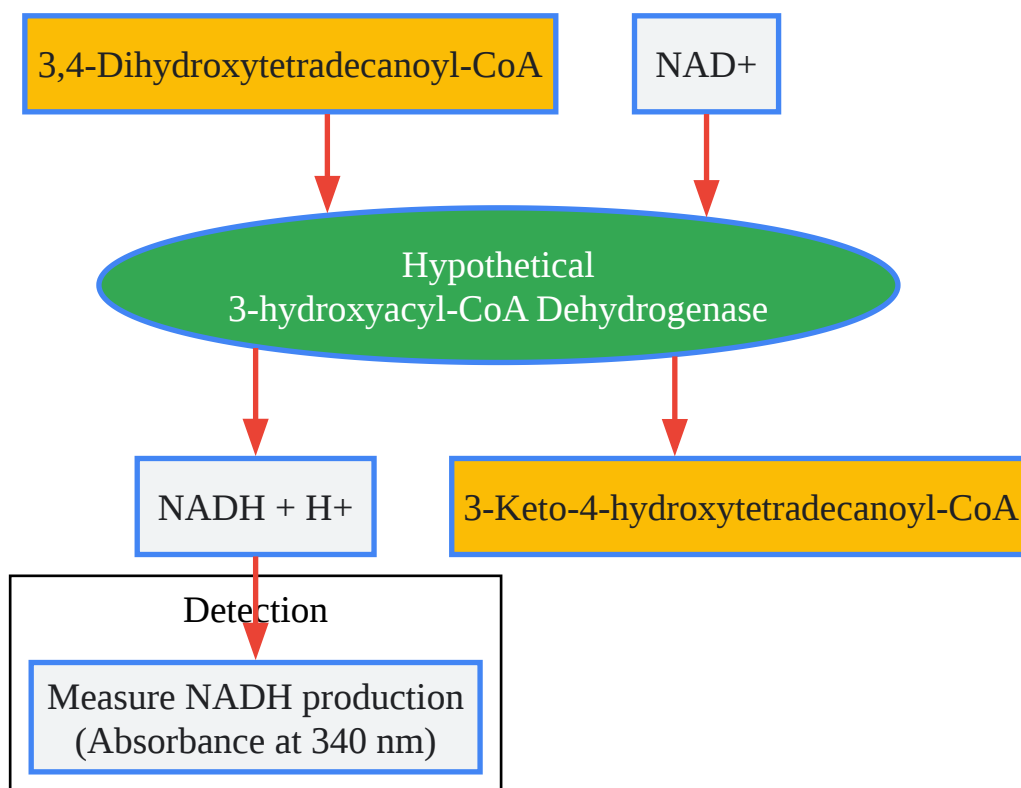 3,4-Dihydroxytetradecanoyl-CoA
NAD+
Hypothetical
3-hydroxyacyl-CoA Dehydrogenase
NADH + H+
3-Keto-4-hydroxytetradecanoyl-CoA
Detection
Measure NADH production
(Absorbance at 340 nm)